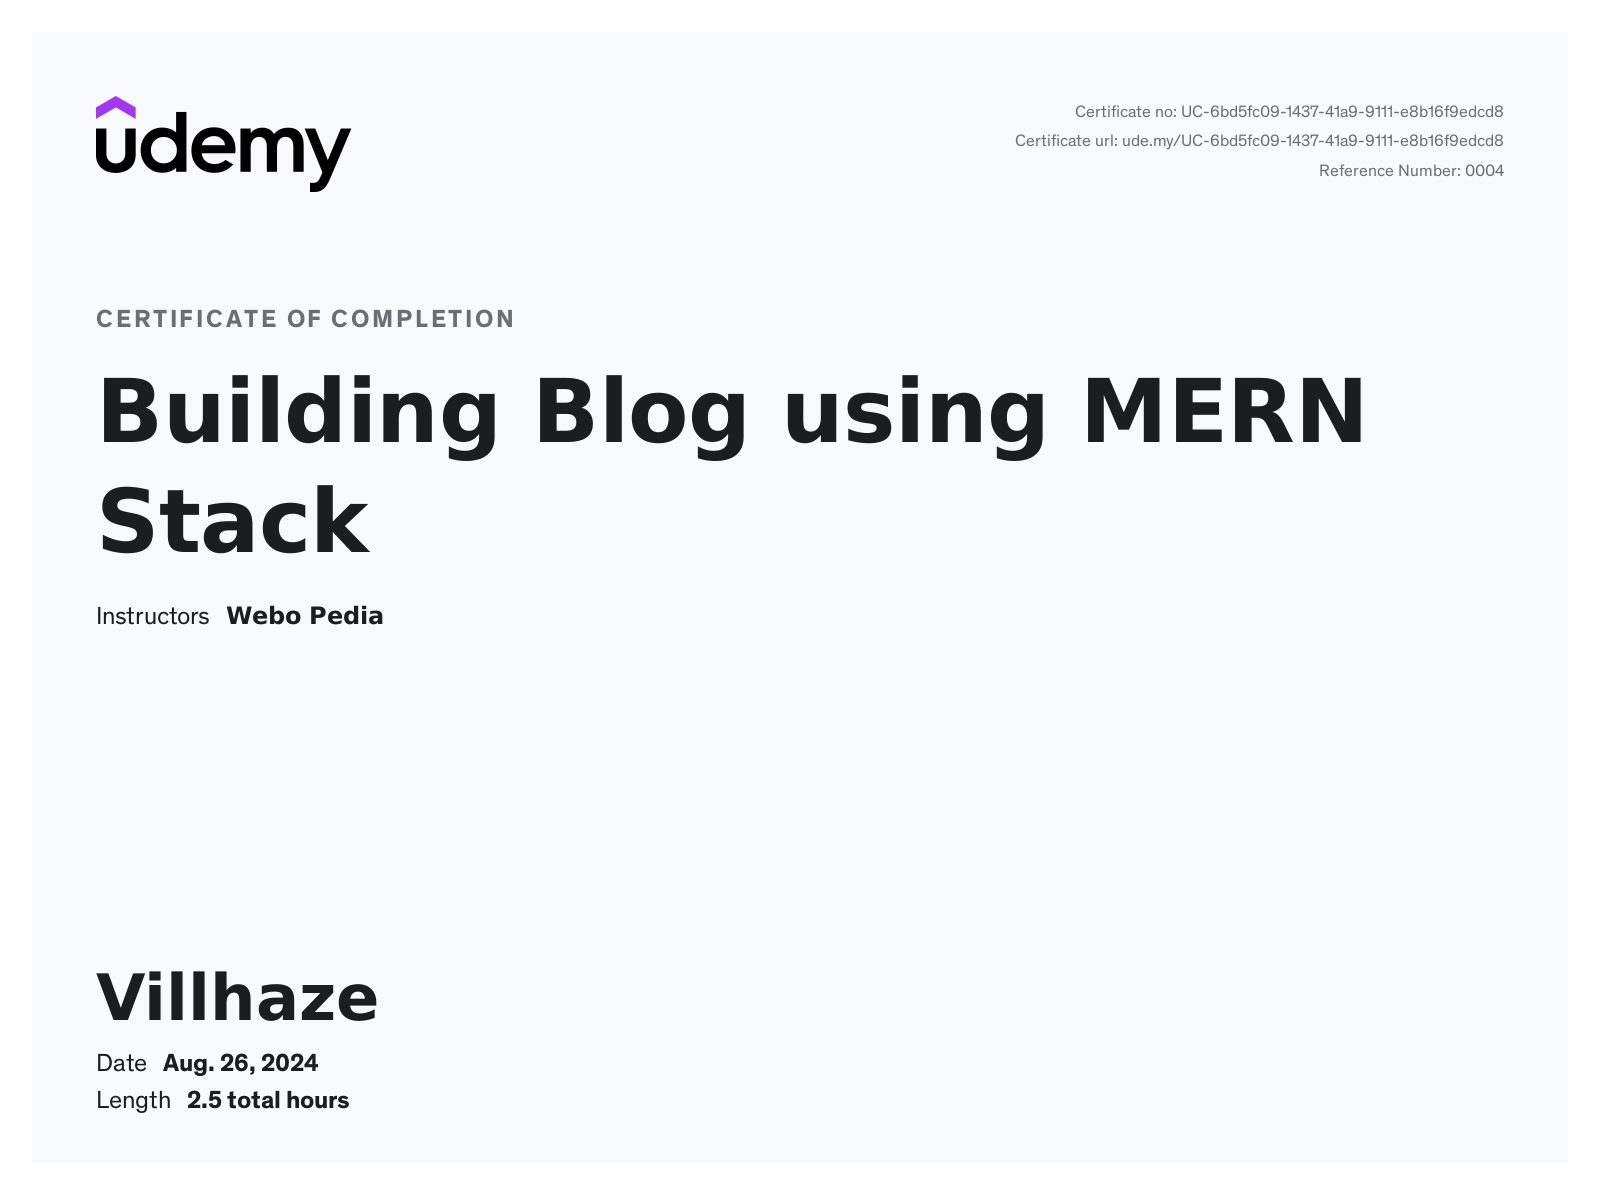 udemy
Certificate no: UC-6bd5fc09-1437-41a9-9111-e8b16f9edcd8
Certificate url: ude.my/UC-6bd5fc09-1437-41a9-9111-e8b16f9edcd8
Reference Number: 0004
CERTIFICATE OF COMPLETION
Building Blog using MERN
Stack
Instructors Webo Pedia
Villhaze
Date Aug. 26, 2024
Length 2.5 total hours